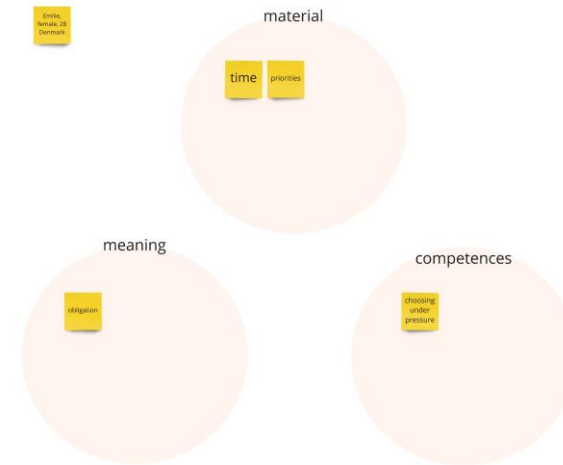 Emilie,
female, 28
Denmark
material
time
priorities
meaning
obligation
competences
choosing
under
pressure